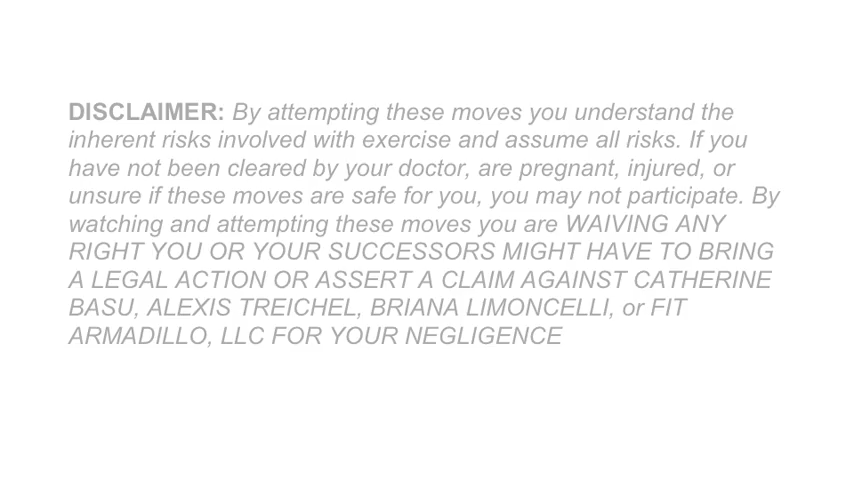 DISCLAIMER: By attempting these moves you understand the
inherent risks involved with exercise and assume all risks. If you
have not been cleared by your doctor, are pregnant, injured, or
unsure if these moves are safe for you, you may not participate. By
watching and attempting these moves you are WAIVING ANY
RIGHT YOU OR YOUR SUCCESSORS MIGHT HAVE TO BRING
A LEGAL ACTION OR ASSERT A CLAIM AGAINST CATHERINE
BASU, ALEXIS TREICHEL, BRIANA LIMONCELLI, or FIT
ARMADILLO, LLC FOR YOUR NEGLIGENCE